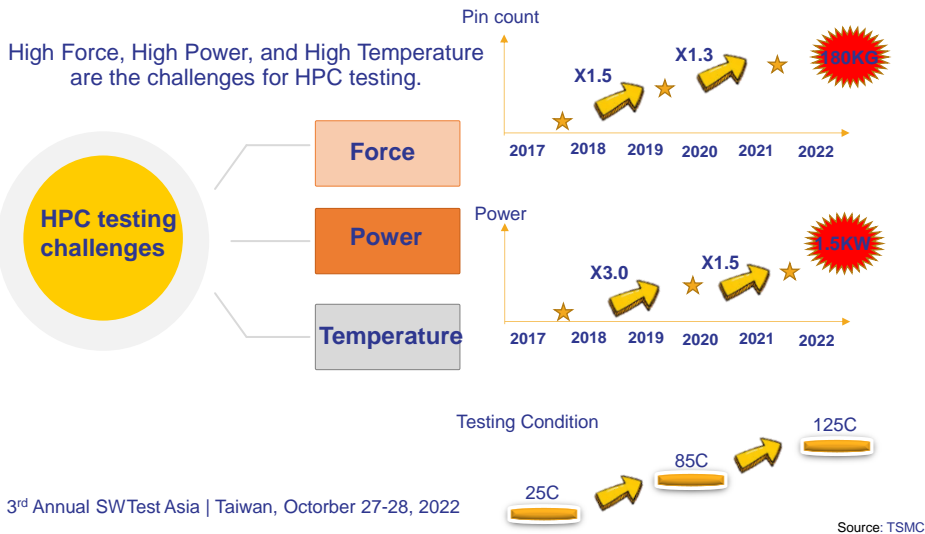 High Force, High Power, and High Temperature
are the challenges for HPC testing.
HPC testing
challenges
Force
Power
Temperature
Pin count
X1.5
X1.3
180KG
2017
2018
2019
2020
2021
2022
Power
X3.0
X1.5
1.5KW
2017
2018
2019
2020
2021
2022
Testing Condition
25C
85C
125C
3rd Annual SWTest Asia | Taiwan, Octorber 27-28, 2022
Source: TSMC